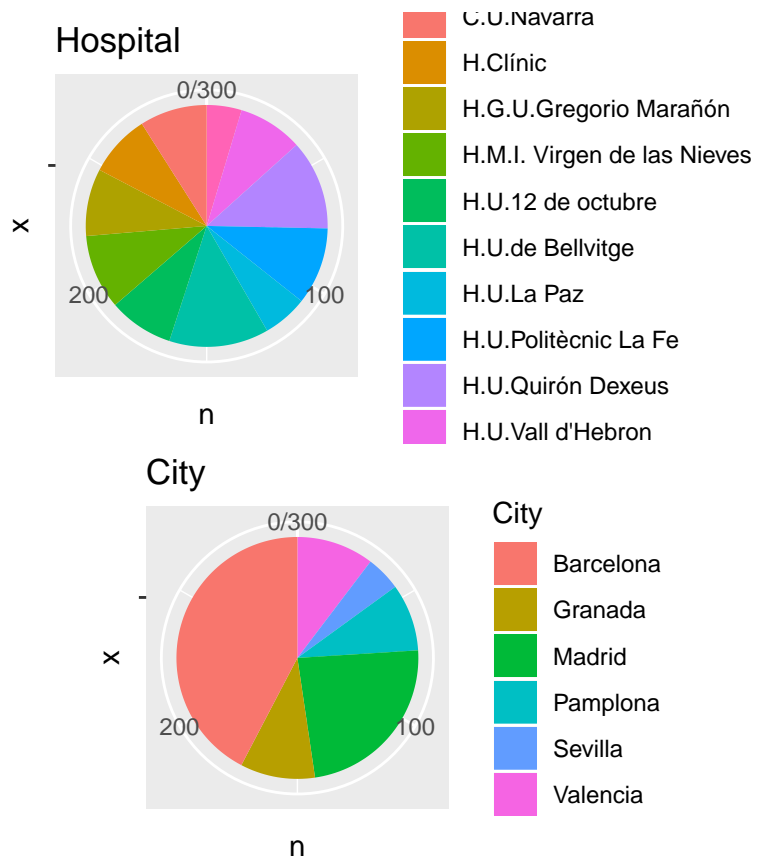 Hospital
0/300
100
200
x
n
C.U.Navarra
H.Clínic
H.G.U.Gregorio Marañón
H.M.I. Virgen de las Nieves
H.U.12 de octubre
H.U.de Bellvitge
H.U.La Paz
H.U.Politècnic La Fe
H.U.Quirón Dexeus
H.U.Vall d'Hebron
City
0/300
100
200
x
n
City
Barcelona
Granada
Madrid
Pamplona
Sevilla
Valencia